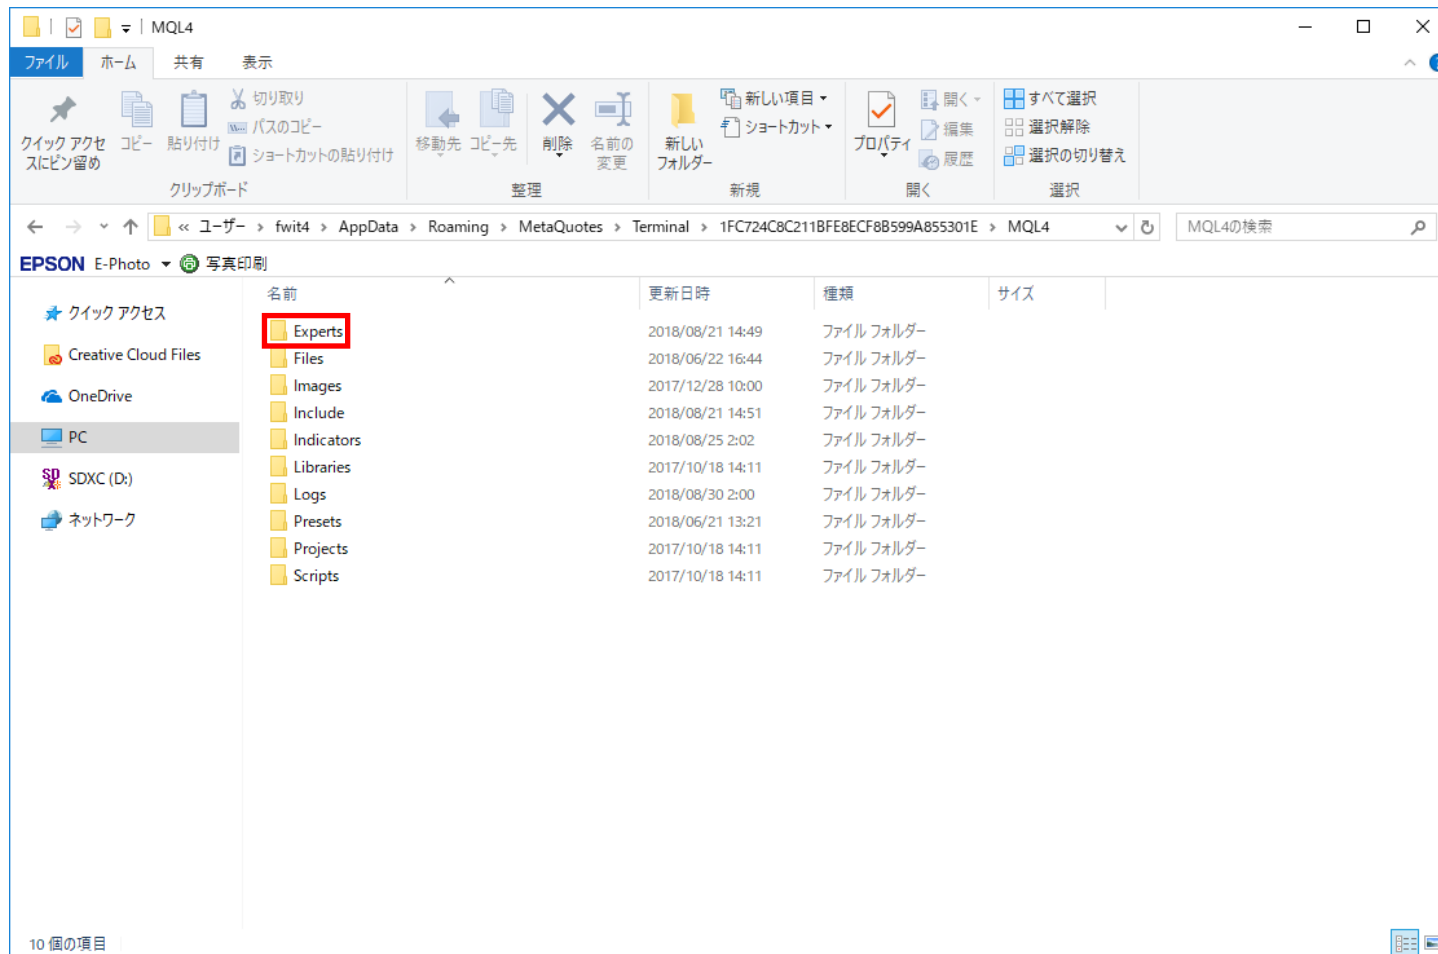 MQL4
ファイル ホーム 共有 表示
クイック アクセスにピン留め
コピー
貼り付け
切り取り
パスのコピー
ショートカットの貼り付け
クリップボード
移動先
コピー先
削除
名前の変更
整理
新しいフォルダー
新しい項目
ショートカット
新規
プロパティ
開く
編集
履歴
開く
すべて選択
選択解除
選択の切り替え
選択
« ユーザー > fwit4 > AppData > Roaming > MetaQuotes > Terminal > 1FC724C8C211BFE8ECF8B599A855301E > MQL4
MQL4の検索
EPSON E-Photo 写真印刷
名前 更新日時 種類 サイズ
クイック アクセス
Creative Cloud Files
OneDrive
PC
SDXC (D:)
ネットワーク
Experts 2018/08/21 14:49 ファイル フォルダー
Files 2018/06/22 16:44 ファイル フォルダー
Images 2017/12/28 10:00 ファイル フォルダー
Include 2018/08/21 14:51 ファイル フォルダー
Indicators 2018/08/25 2:02 ファイル フォルダー
Libraries 2017/10/18 14:11 ファイル フォルダー
Logs 2018/08/30 2:00 ファイル フォルダー
Presets 2018/06/21 13:21 ファイル フォルダー
Projects 2017/10/18 14:11 ファイル フォルダー
Scripts 2017/10/18 14:11 ファイル フォルダー
10 個の項目